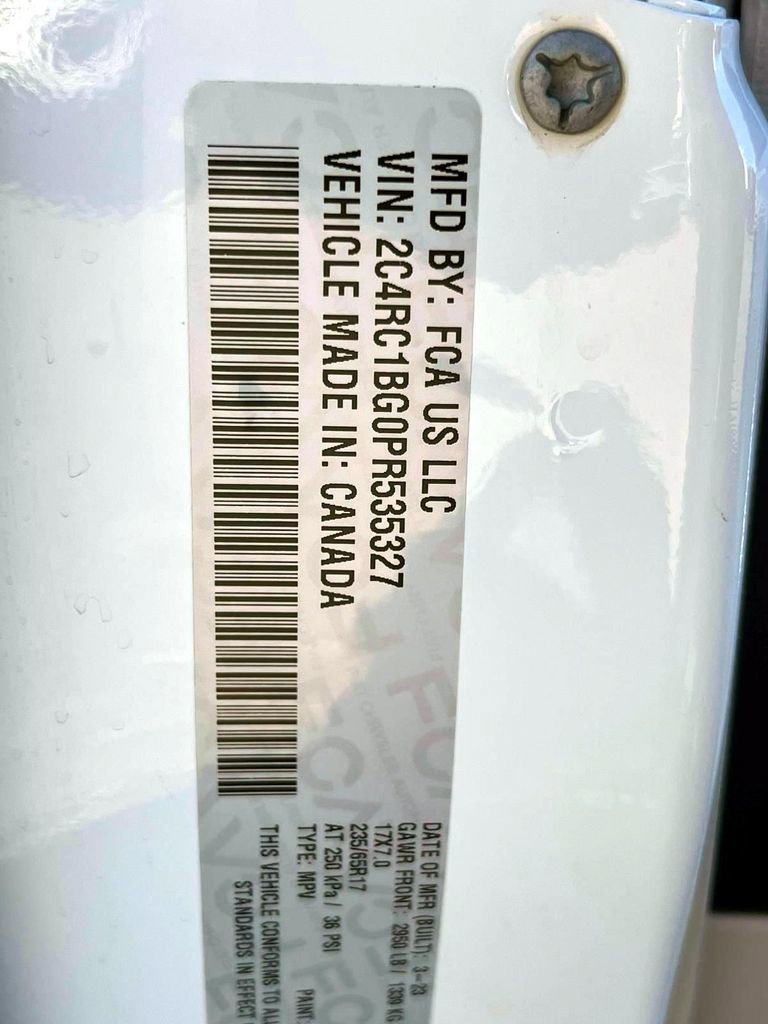 MFD BY: FCA US LLC
VIN: 2C4RC1BG0PR535327
VEHICLE MADE IN: CANADA
DATE OF MFR (BUILT): 3-23
GAWR FRONT: 2950 LB / 1339 KG
17X7.0
235/65R17
AT 250 kPa / 36 PSI
TYPE: MPV PAINT:
THIS VEHICLE CONFORMS TO ALL
STANDARDS IN EFFECT